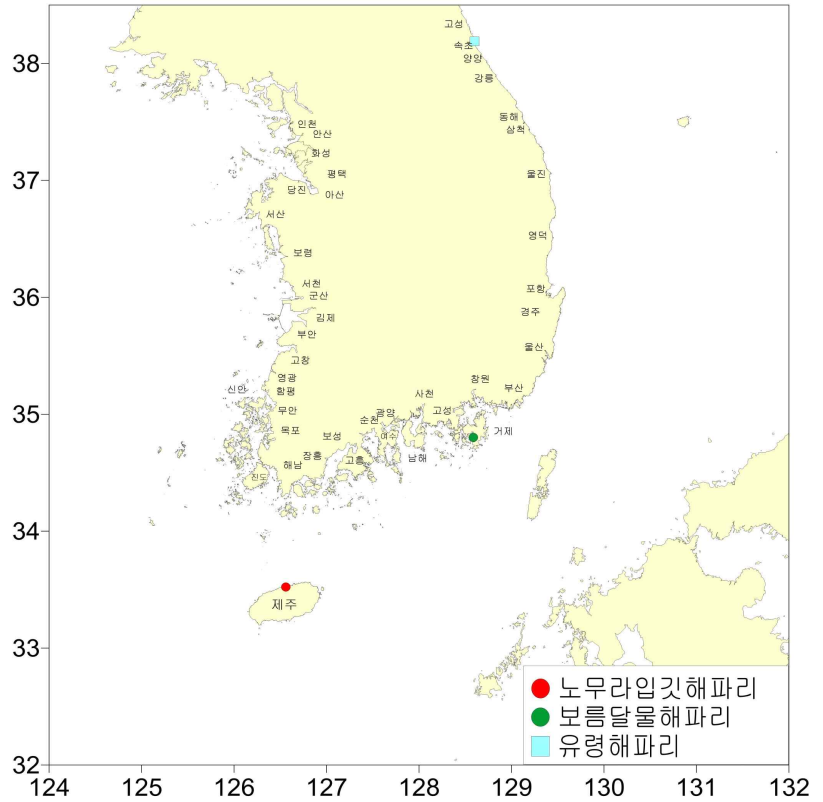 고성
38
속초
양양
강릉
동해
삼척
인천
안산
화성
37
평택
울진
당진
아산
서산
영덕
보령
서천
36
군산
포항
김제
경주
부안
울산
고창
영광
창원
신안
함평
사천
부산
35
무안
광양
고성
목포
순천
거제
보성
여수
장흥
고흥
남해
해남
진도
34
제주
33
노무라입깃해파리
보름달물해파리
유령해파리
32
124 125 126 127 128 129 130 131 132